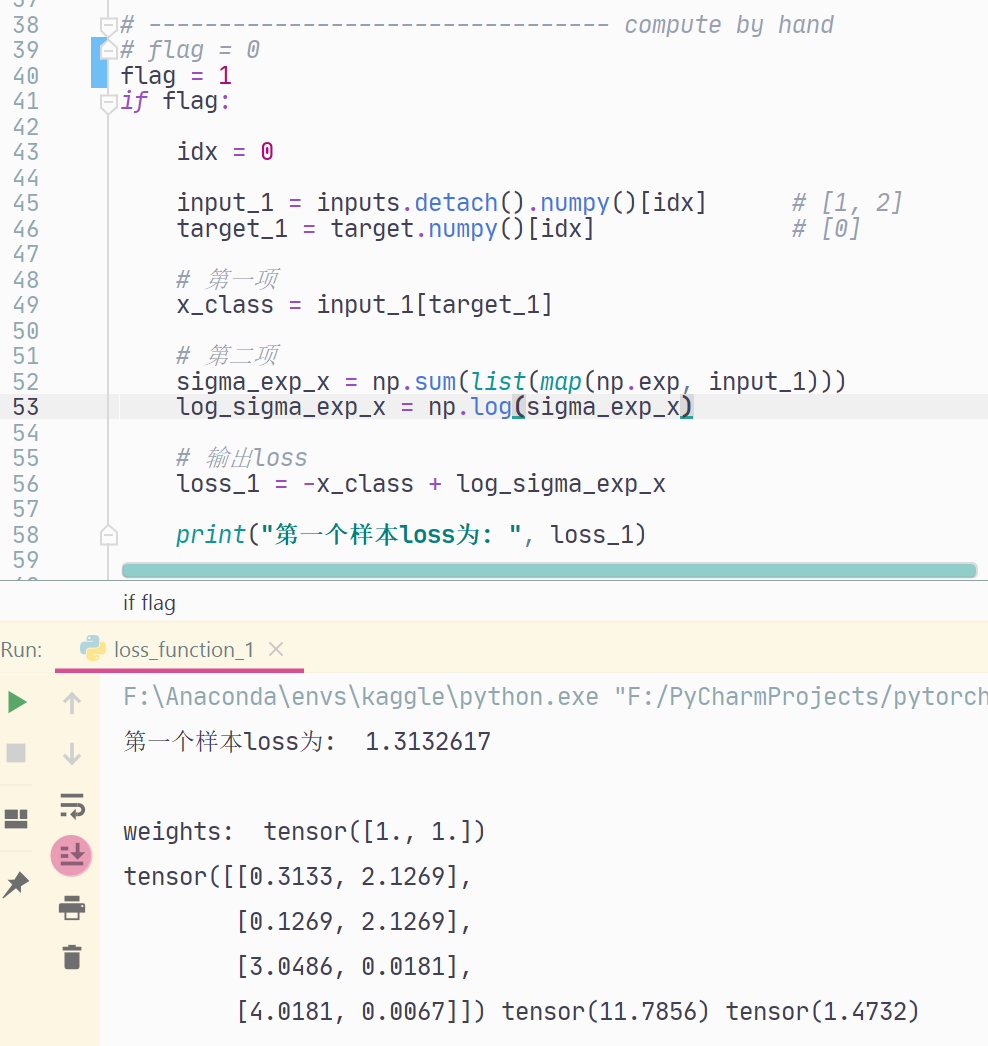 37
38 # --------------------------------- compute by hand
39 # flag = 0
40 flag = 1
41 if flag:
42
43     idx = 0
44
45     input_1 = inputs.detach().numpy()[idx]      # [1, 2]
46     target_1 = target.numpy()[idx]              # [0]
47
48     # 第一项
49     x_class = input_1[target_1]
50
51     # 第二项
52     sigma_exp_x = np.sum(list(map(np.exp, input_1)))
53     log_sigma_exp_x = np.log(sigma_exp_x)
54
55     # 输出loss
56     loss_1 = -x_class + log_sigma_exp_x
57
58     print("第一个样本loss为: ", loss_1)
59
if flag
Run: loss_function_1
F:\Anaconda\envs\kaggle\python.exe "F:/PyCharmProjects/pytorch
第一个样本loss为:  1.3132617
weights:  tensor([1., 1.])
tensor([[0.3133, 2.1269],
        [0.1269, 2.1269],
        [3.0486, 0.0181],
        [4.0181, 0.0067]]) tensor(11.7856) tensor(1.4732)